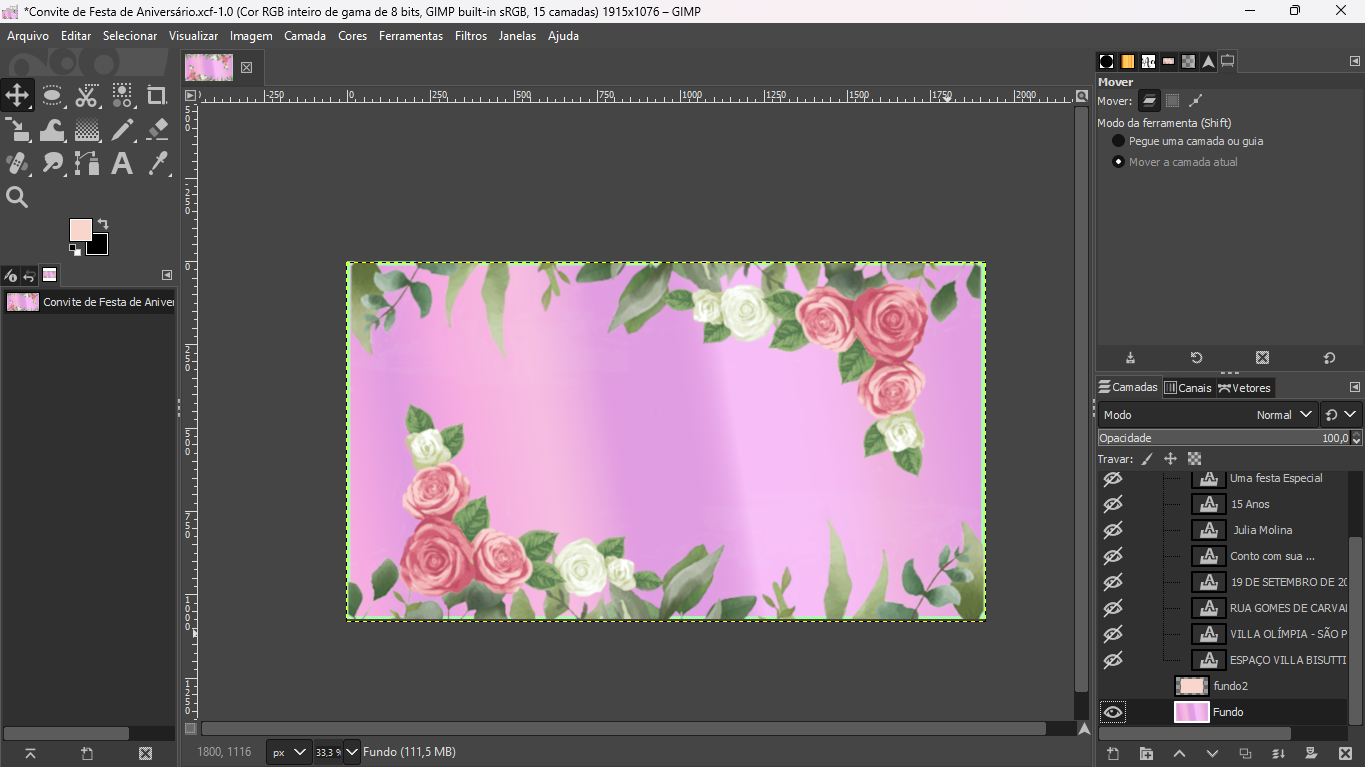 *Convite de Festa de Aniversário.xcf-1.0 (Cor RGB inteiro de gama de 8 bits, GIMP built-in sRGB, 15 camadas) 1915x1076 – GIMP
Arquivo Editar Selecionar Visualizar Imagem Camada Cores Ferramentas Filtros Janelas Ajuda
-250 0 250 500 750 1000 1250 1500 1750 2000
Mover
Mover:
Modo da ferramenta (Shift)
Pegue uma camada ou guia
Mover a camada atual
Convite de Festa de Aniver
Camadas Canais Vetores
Modo Normal
Opacidade 100,0
Travar:
Uma festa Especial
15 Anos
Julia Molina
Conto com sua ...
19 DE SETEMBRO DE 20
RUA GOMES DE CARVAL
VILLA OLÍMPIA - SÃO P
ESPAÇO VILLA BISUTTI
fundo2
Fundo
1800, 1116 px 33,3 % Fundo (111,5 MB)